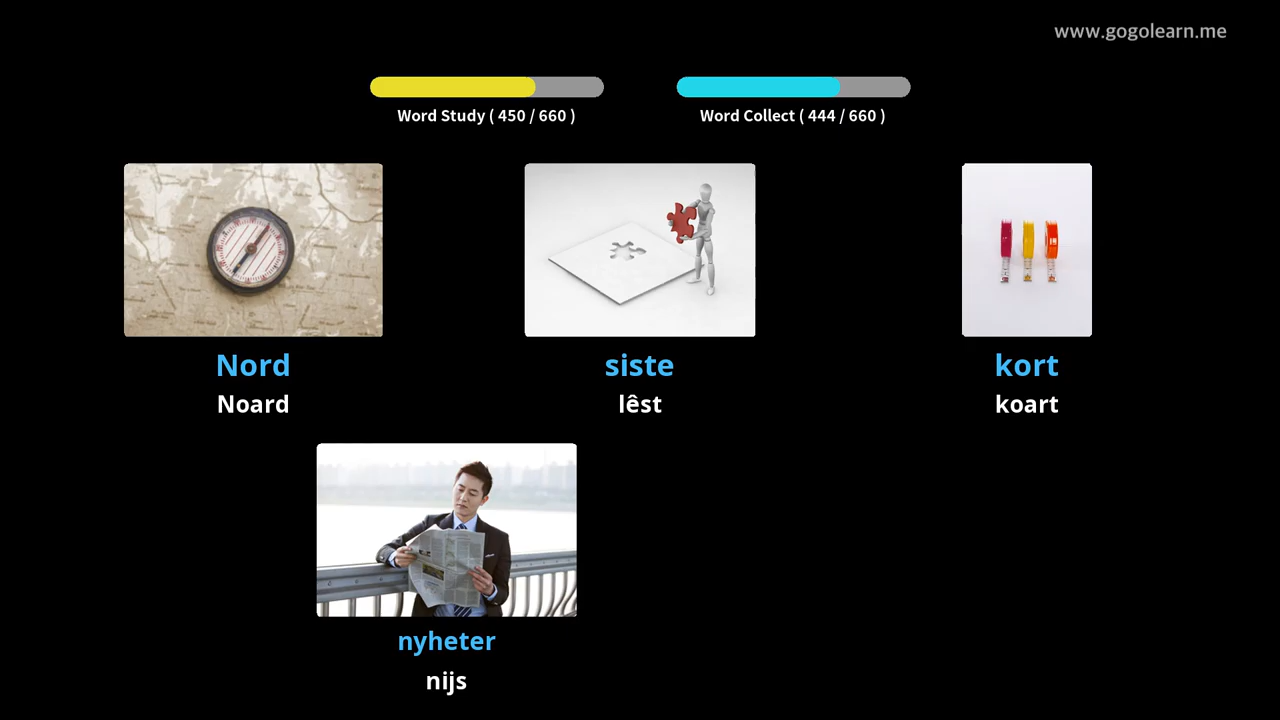 www.gogolearn.me
Word Study ( 450 / 660 )
Word Collect ( 444 / 660 )
Nord
Noard
siste
lêst
kort
koart
nyheter
nijs